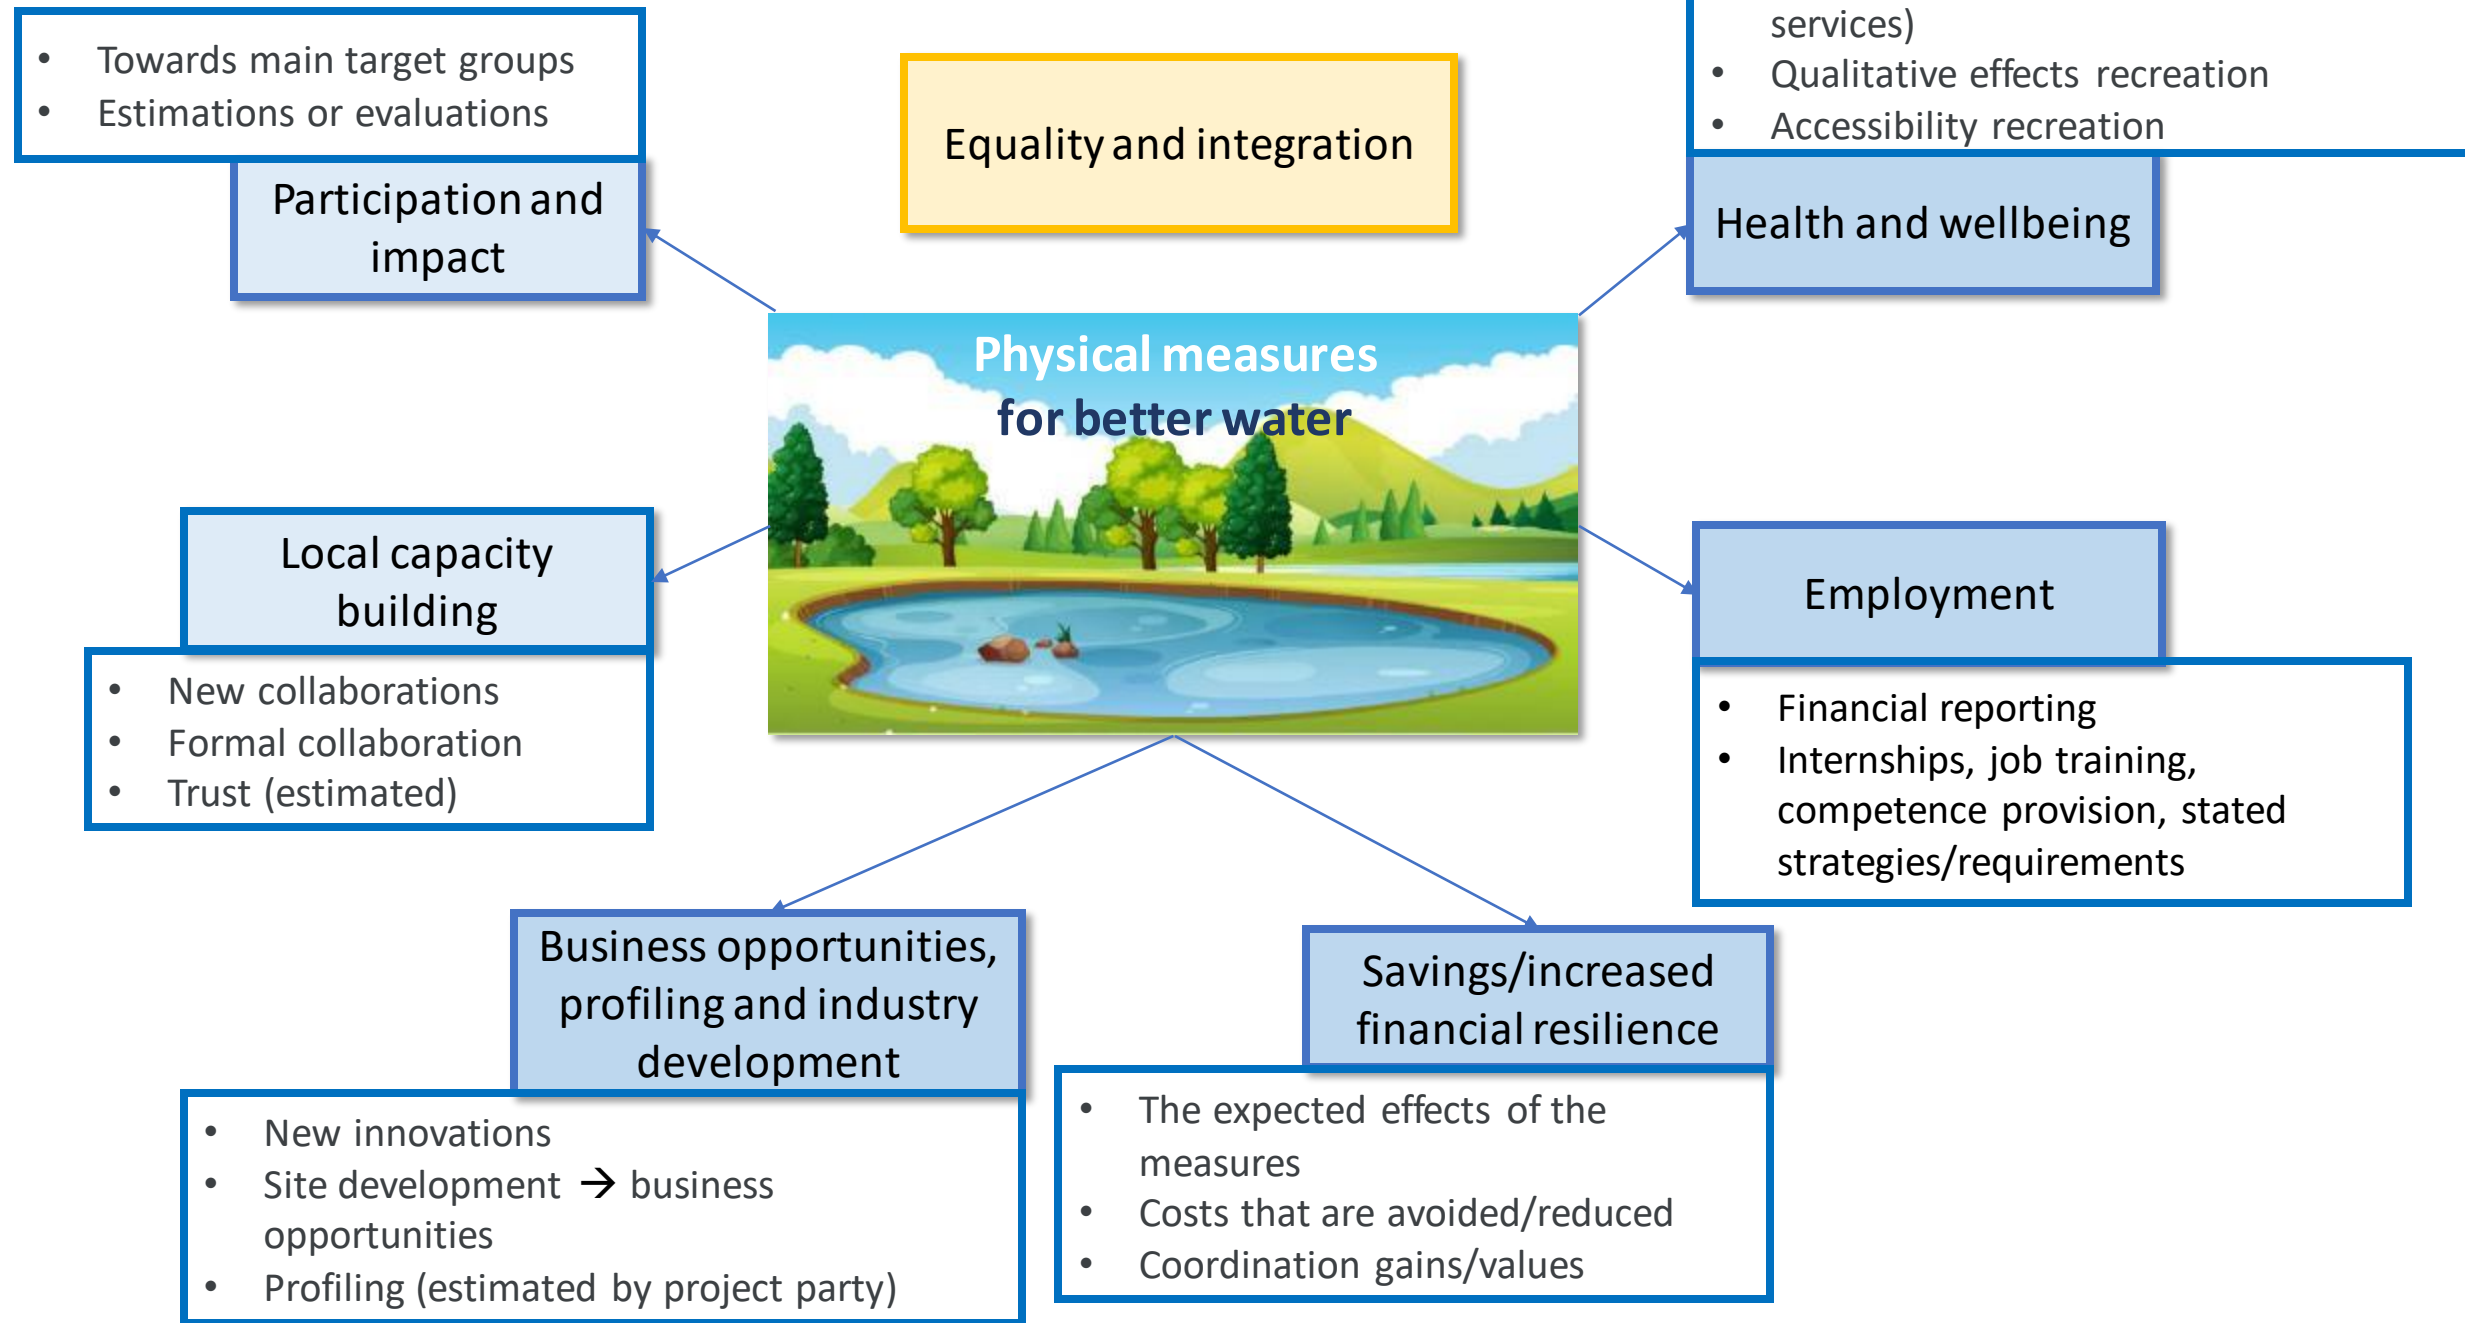 • Towards main target groups
• Estimations or evaluations
Participation and
impact
Equality and integration
services)
• Qualitative effects recreation
• Accessibility recreation
Health and wellbeing
Physical measures
for better water
Local capacity
building
• New collaborations
• Formal collaboration
• Trust (estimated)
Employment
• Financial reporting
• Internships, job training,
competence provision, stated
strategies/requirements
Business opportunities,
profiling and industry
development
• New innovations
• Site development → business
opportunities
• Profiling (estimated by project party)
Savings/increased
financial resilience
• The expected effects of the
measures
• Costs that are avoided/reduced
• Coordination gains/values